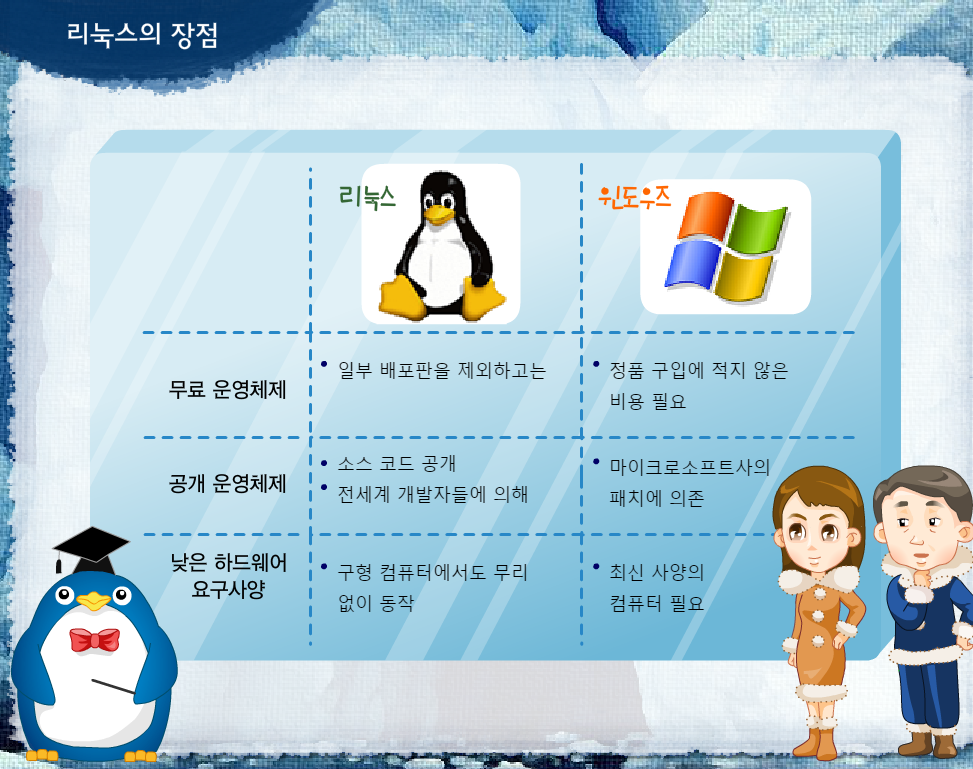 리눅스의 장점
리눅스
윈도우즈
무료 운영체제
• 일부 배포판을 제외하고는
• 정품 구입에 적지 않은
비용 필요
공개 운영체제
• 소스 코드 공개
• 전세계 개발자들에 의해
• 마이크로소프트사의
패치에 의존
낮은 하드웨어
요구사양
• 구형 컴퓨터에서도 무리
없이 동작
• 최신 사양의
컴퓨터 필요